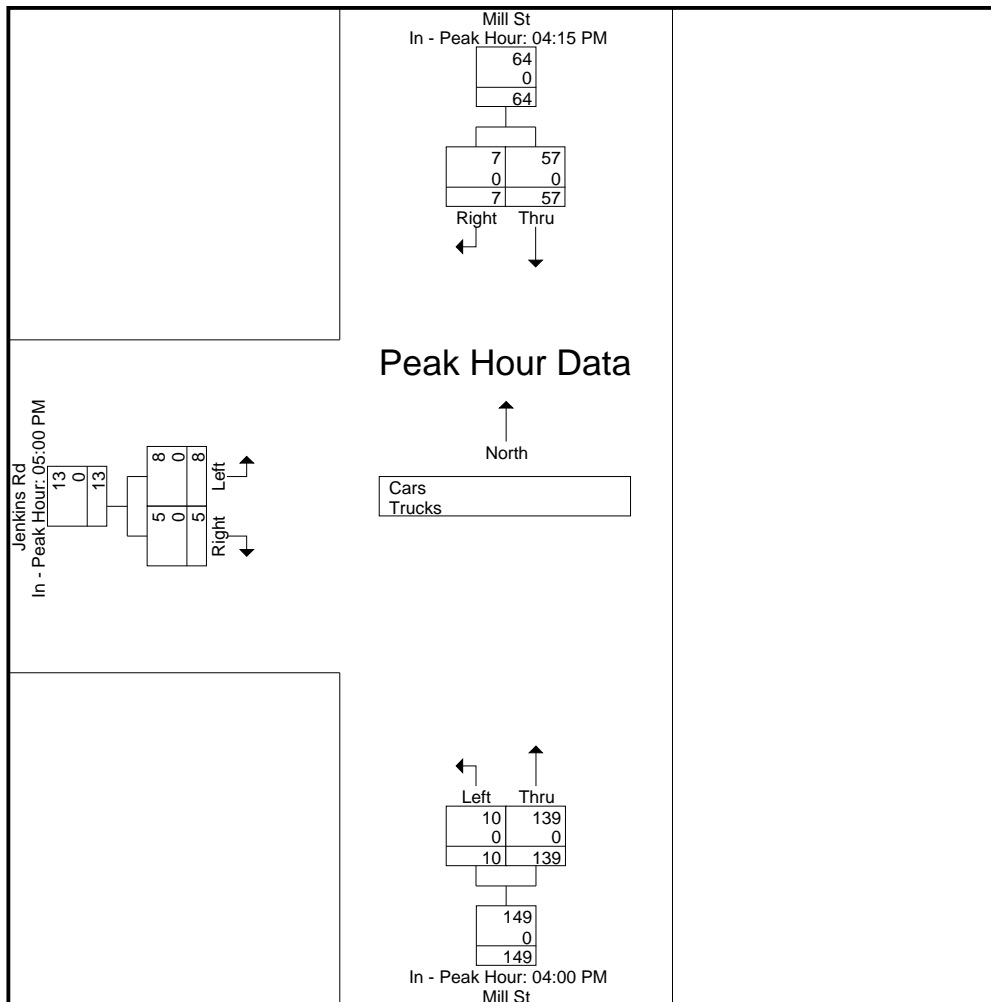 Mill St
In - Peak Hour: 04:15 PM
64
0
64
7 57
0 0
7 57
Right Thru
Peak Hour Data
North
Cars
Trucks
Jenkins Rd
In - Peak Hour: 05:00 PM
13
0
13
8
0
8
Left
5
0
5
Right
Left Thru
10 139
0 0
10 139
149
0
149
In - Peak Hour: 04:00 PM
Mill St